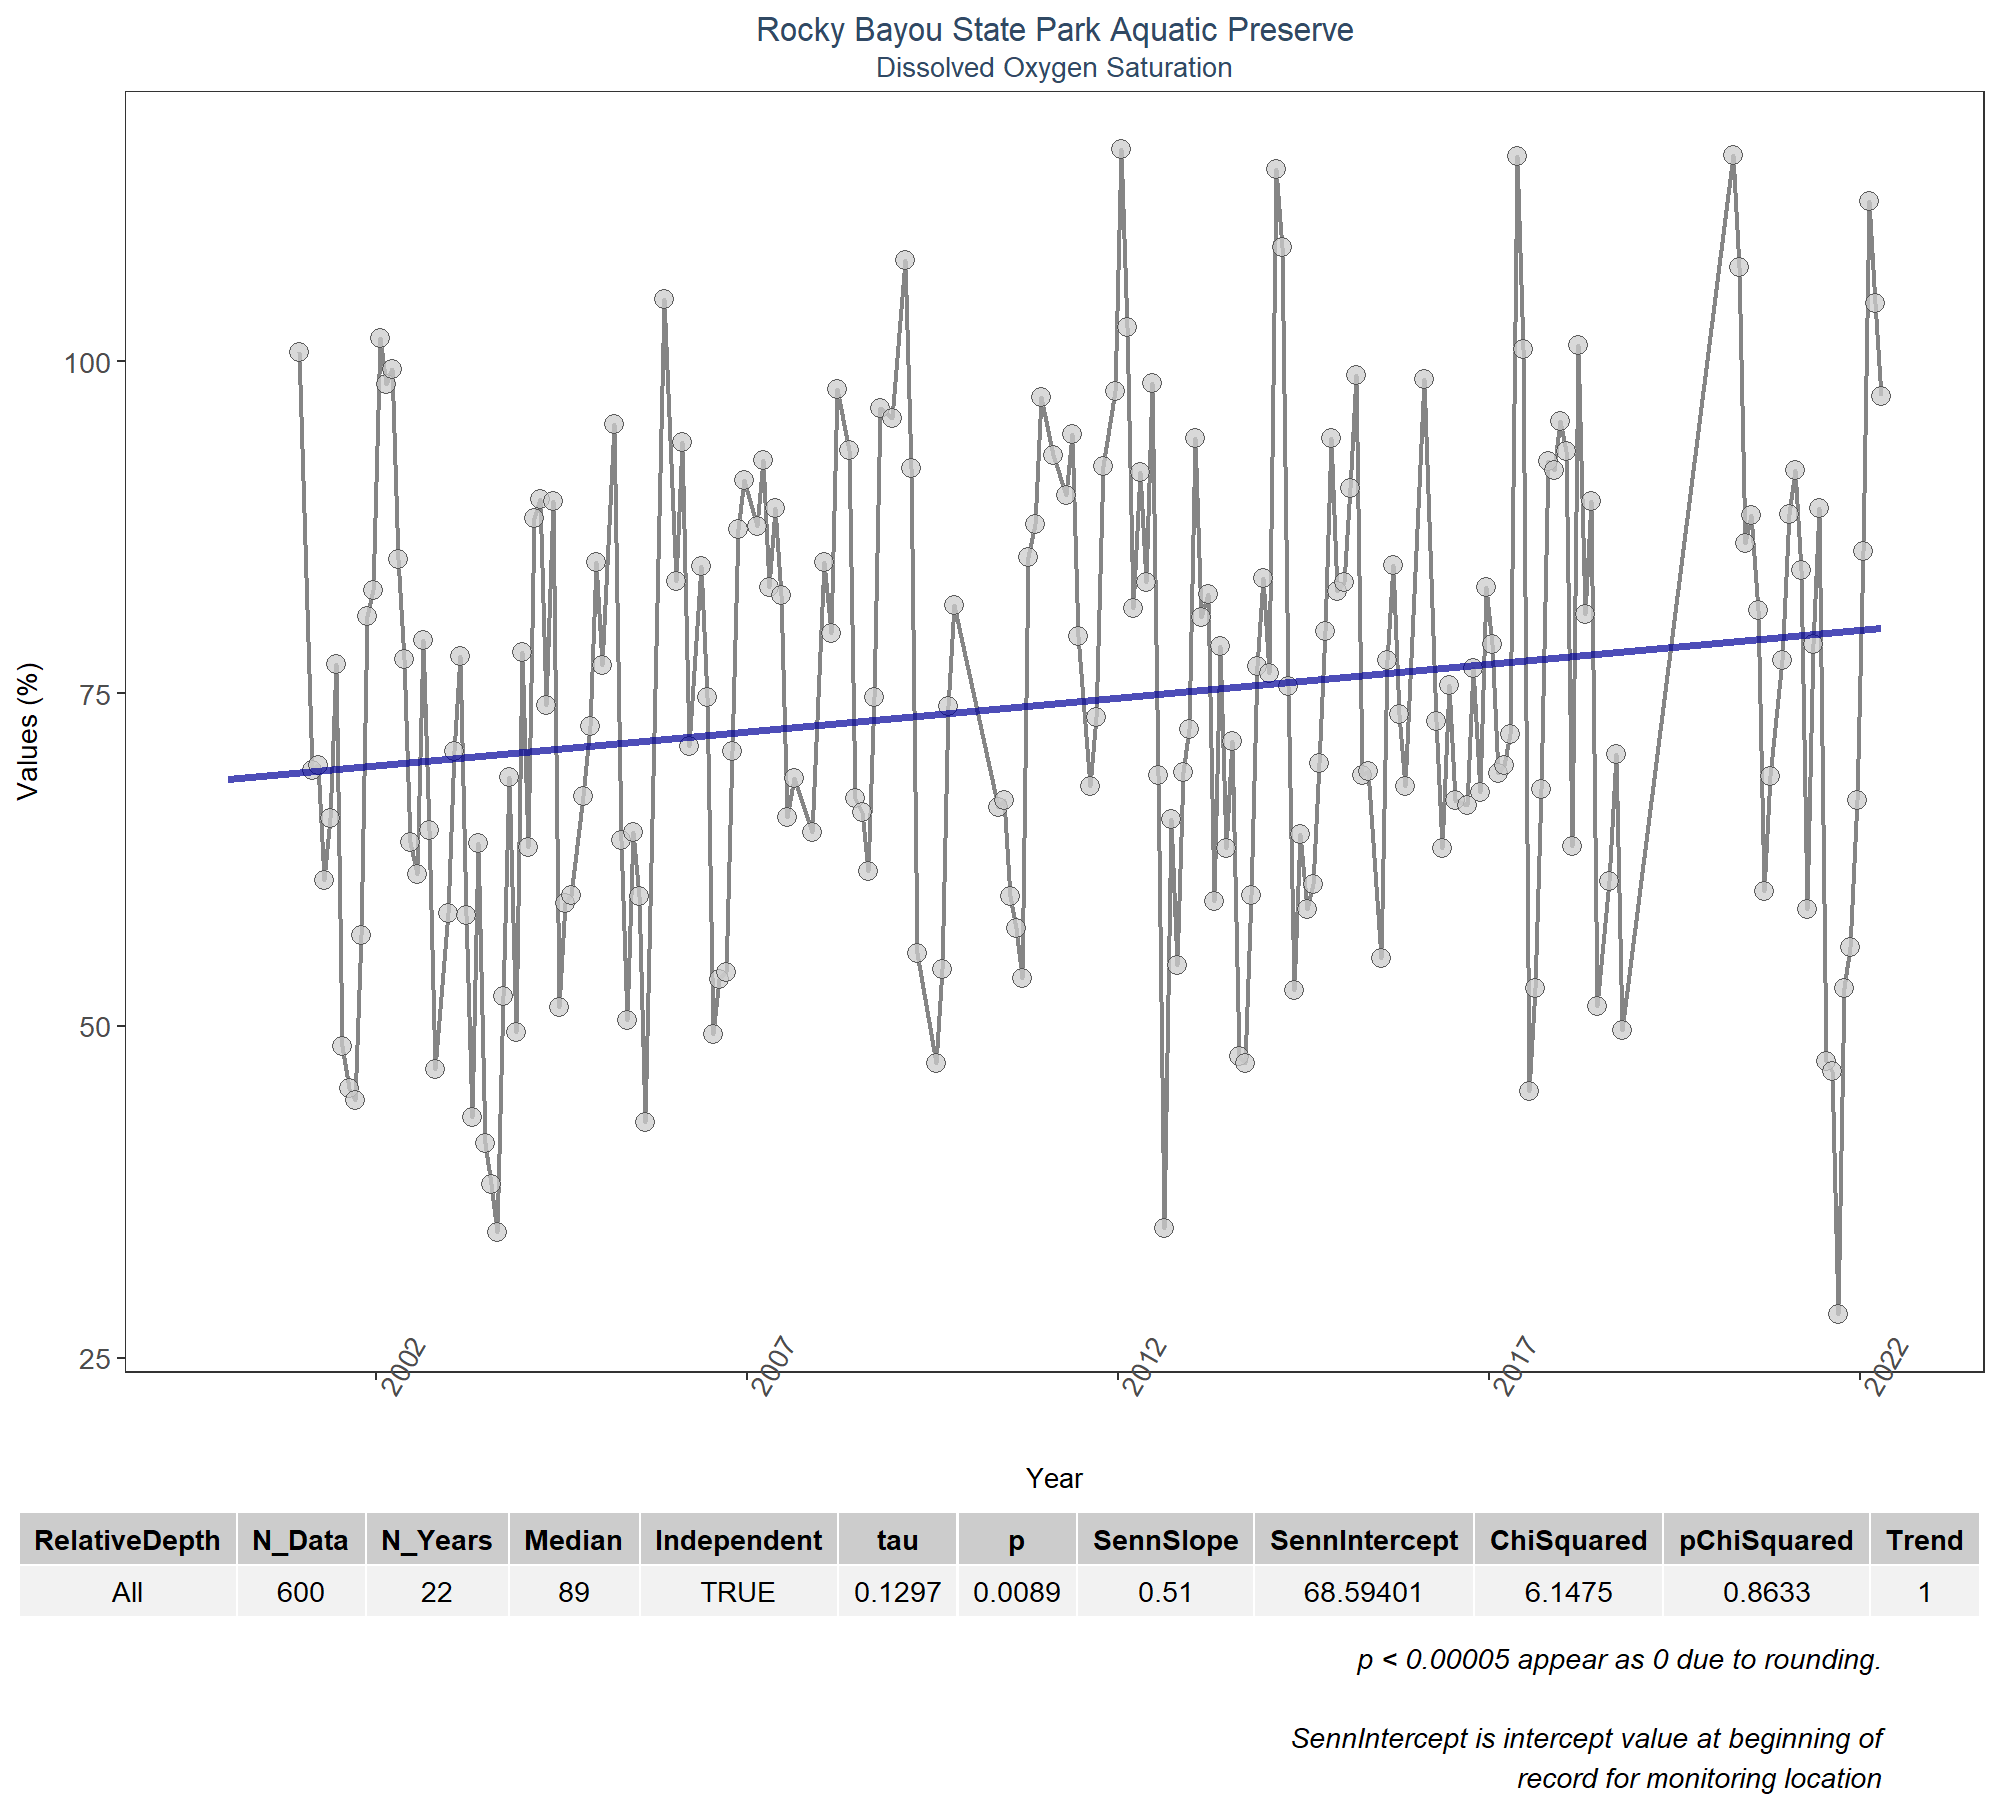 Rocky Bayou State Park Aquatic Preserve
Dissolved Oxygen Saturation
Values (%)
100
75
50
25
2002 2007 2012 2017 2022
Year
RelativeDepth N_Data N_Years Median Independent tau p SennSlope SennIntercept ChiSquared pChiSquared Trend
All 600 22 89 TRUE 0.1297 0.0089 0.51 68.59401 6.1475 0.8633 1
p < 0.00005 appear as 0 due to rounding.
SennIntercept is intercept value at beginning of
record for monitoring location